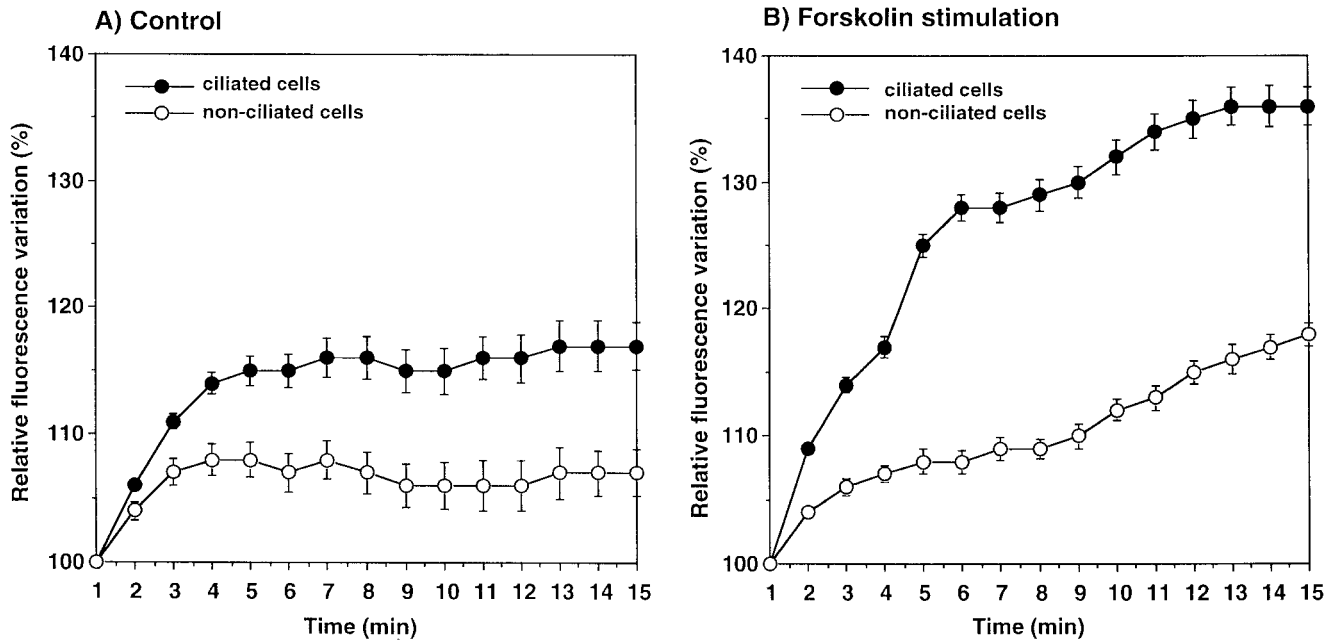 A) Control
140
130
120
110
100
Relative fluorescence variation (%)
ciliated cells
non-ciliated cells
1 2 3 4 5 6 7 8 9 10 11 12 13 14 15
Time (min)
B) Forskolin stimulation
140
130
120
110
100
Relative fluorescence variation (%)
ciliated cells
non-ciliated cells
1 2 3 4 5 6 7 8 9 10 11 12 13 14 15
Time (min)